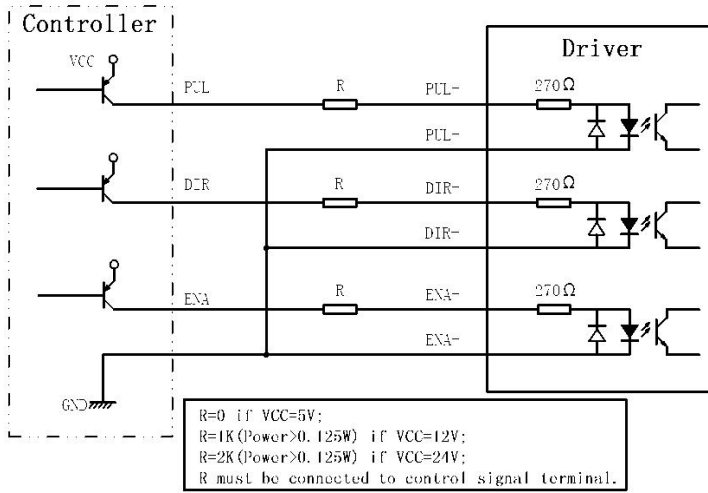 Controller
Driver
VCC
PUL
R
PUL-
270Ω
PUL-
DIR
R
DIR-
270Ω
DIR-
ENA
R
ENA-
270Ω
ENA-
GND
R=0 if VCC=5V;
R=1K(Power>0.125W) if VCC=12V;
R=2K(Power>0.125W) if VCC=24V;
R must be connected to control signal terminal.